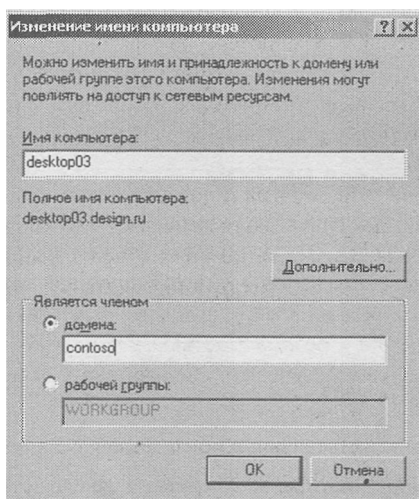 Изменение имени компьютера
Можно изменить имя и принадлежность к домену или
рабочей группе этого компьютера. Изменения могут
повлиять на доступ к сетевым ресурсам.
Имя компьютера:
desktop03
Полное имя компьютера:
desktop03.design.ru
Дополнительно...
Является членом
домена:
contoso
рабочей группы:
WORKGROUP
OK
Отмена